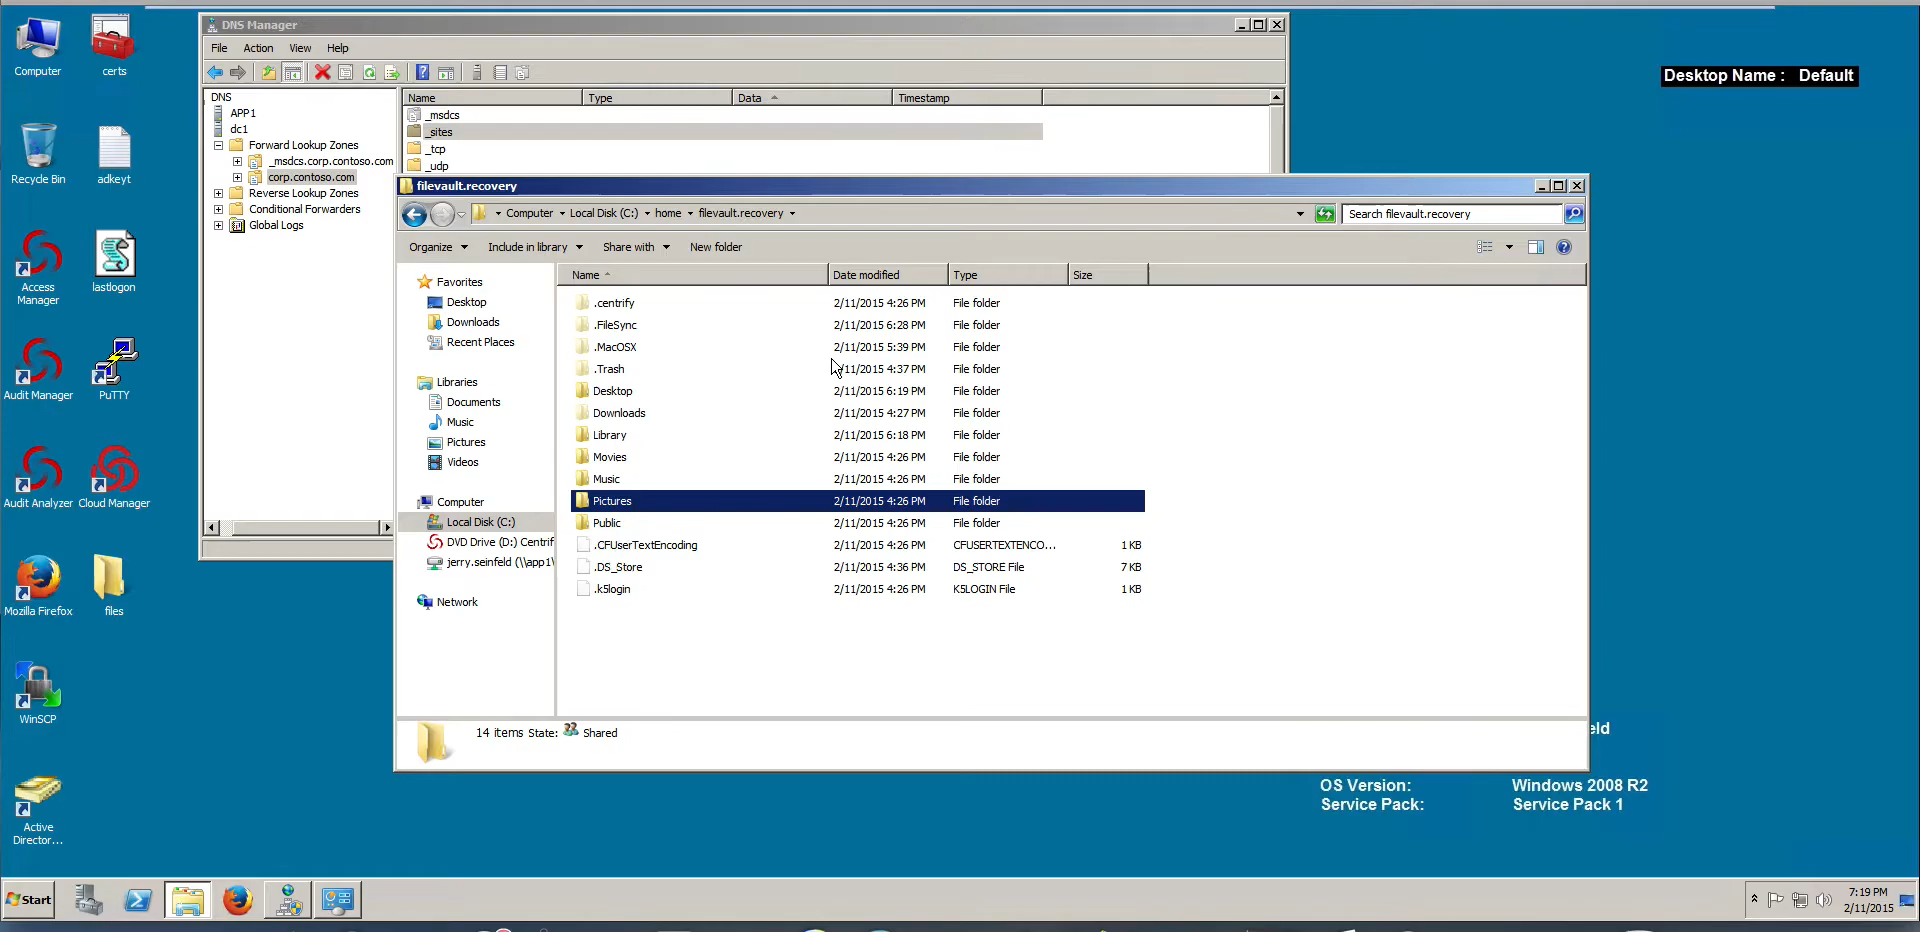 DNS Manager
File Action View Help
DNS
APP1
dc1
Forward Lookup Zones
_msdcs.corp.contoso.com
corp.contoso.com
Reverse Lookup Zones
Conditional Forwarders
Global Logs
Name Type Data Timestamp
_msdcs
_sites
_tcp
_udp
Computer
certs
Recycle Bin
adkeyt
Access
Manager
lastlogon
Audit Manager
PuTTY
Audit Analyzer
Cloud Manager
Mozilla Firefox
files
WinSCP
Active
Director...
Desktop Name : Default
filevault.recovery
Computer Local Disk (C:) home filevault.recovery
Search filevault.recovery
Organize Include in library Share with New folder
Favorites
Desktop
Downloads
Recent Places
Libraries
Documents
Music
Pictures
Videos
Computer
Local Disk (C:)
DVD Drive (D:) Centrif
jerry.seinfeld (\\app1\
Network
Name Date modified Type Size
.centrify 2/11/2015 4:26 PM File folder
.FileSync 2/11/2015 6:28 PM File folder
.MacOSX 2/11/2015 5:39 PM File folder
.Trash 2/11/2015 4:37 PM File folder
Desktop 2/11/2015 6:19 PM File folder
Downloads 2/11/2015 4:27 PM File folder
Library 2/11/2015 6:18 PM File folder
Movies 2/11/2015 4:26 PM File folder
Music 2/11/2015 4:26 PM File folder
Pictures 2/11/2015 4:26 PM File folder
Public 2/11/2015 4:26 PM File folder
.CFUserTextEncoding 2/11/2015 4:26 PM CFUSERTEXTENCO... 1 KB
.DS_Store 2/11/2015 4:36 PM DS_STORE File 7 KB
.k5login 2/11/2015 4:26 PM K5LOGIN File 1 KB
14 items State: Shared
eld
OS Version: Windows 2008 R2
Service Pack: Service Pack 1
Start
7:19 PM
2/11/2015